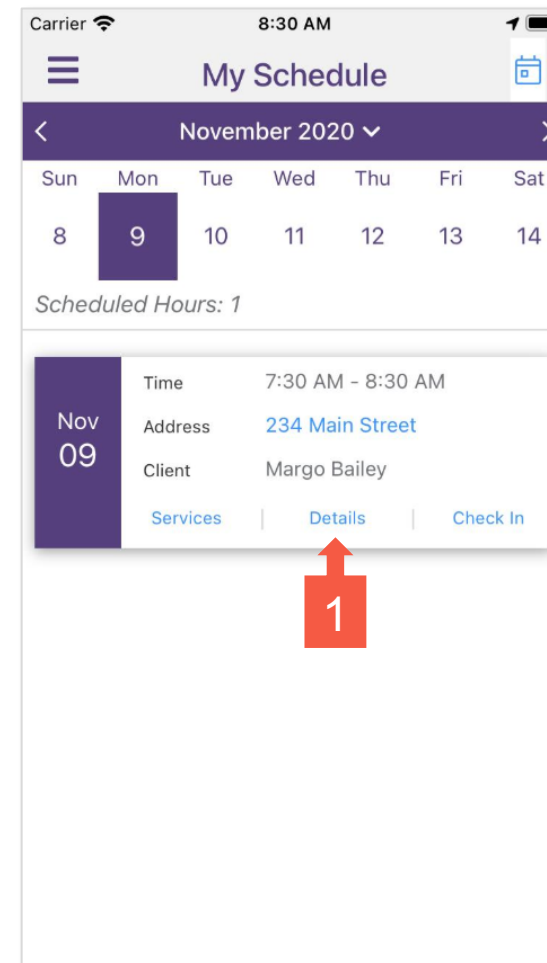 Carrier 8:30 AM
My Schedule
November 2020
Sun Mon Tue Wed Thu Fri Sat
8 9 10 11 12 13 14
Scheduled Hours: 1
Nov
09
Time 7:30 AM - 8:30 AM
Address 234 Main Street
Client Margo Bailey
Services | Details | Check In
1